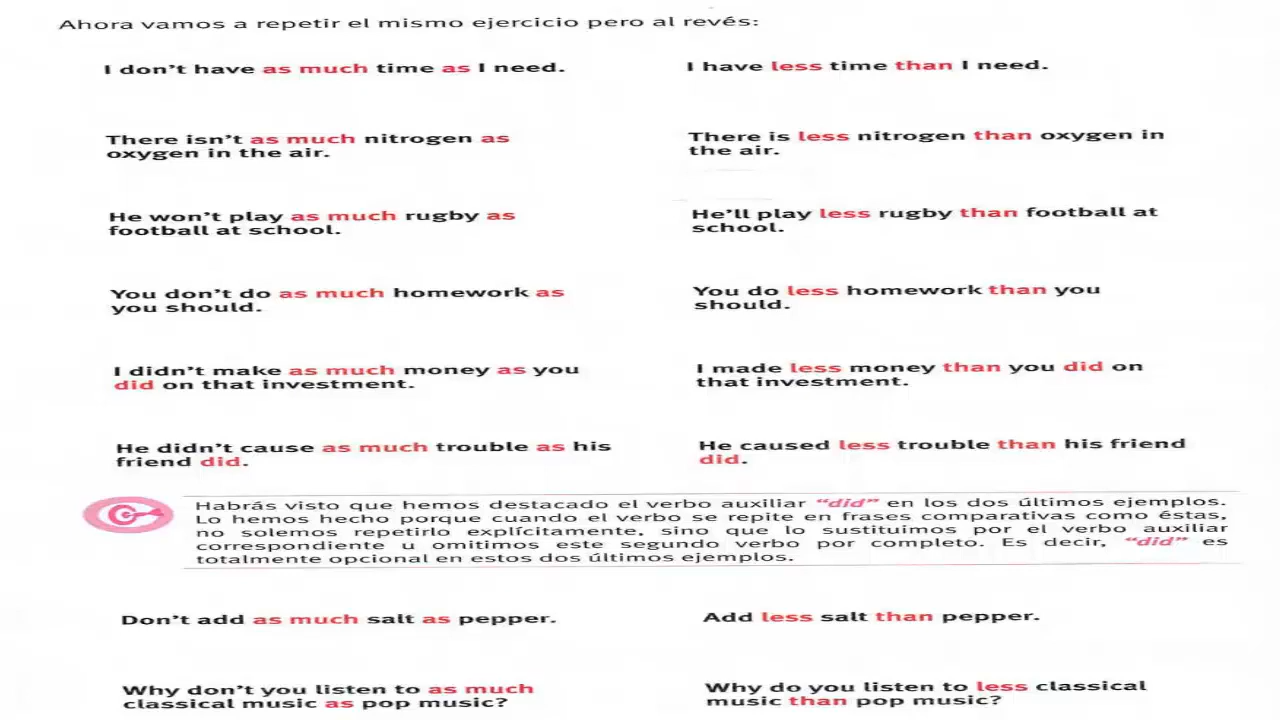 Ahora vamos a repetir el mismo ejercicio pero al revés:
I don't have as much time as I need.
I have less time than I need.
There isn't as much nitrogen as
oxygen in the air.
There is less nitrogen than oxygen in
the air.
He won't play as much rugby as
football at school.
He'll play less rugby than football at
school.
You don't do as much homework as
you should.
You do less homework than you
should.
I didn't make as much money as you
did on that investment.
I made less money than you did on
that investment.
He didn't cause as much trouble as his
friend did.
He caused less trouble than his friend
did.
Habrás visto que hemos destacado el verbo auxiliar “did” en los dos últimos ejemplos.
Lo hemos hecho porque cuando el verbo se repite en frases comparativas como éstas,
no solemos repetirlo explícitamente, sino que lo sustituimos por el verbo auxiliar
correspondiente u omitimos este segundo verbo por completo. Es decir, “did” es
totalmente opcional en estos dos últimos ejemplos.
Don't add as much salt as pepper.
Add less salt than pepper.
Why don't you listen to as much
classical music as pop music?
Why do you listen to less classical
music than pop music?